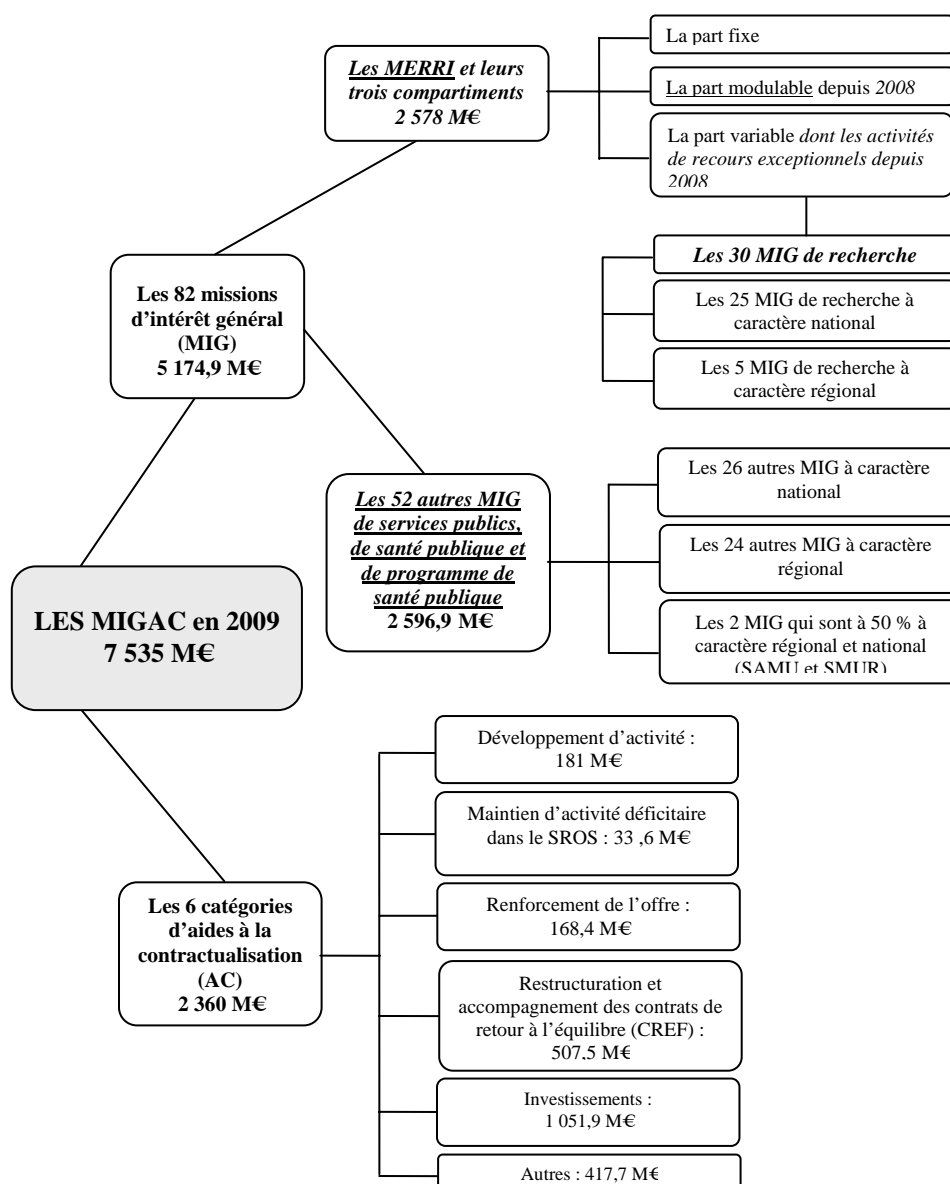 La part fixe
Les MERRI et leurs
trois compartiments
2 578 M€
La part modulable depuis 2008
La part variable dont les activités
de recours exceptionnels depuis
2008
Les 30 MIG de recherche
Les 25 MIG de recherche à
caractère national
Les 5 MIG de recherche à
caractère régional
Les 82 missions
d’intérêt général
(MIG)
5 174,9 M€
Les 52 autres MIG
de services publics,
de santé publique et
de programme de
santé publique
2 596,9 M€
Les 26 autres MIG à caractère
national
Les 24 autres MIG à caractère
régional
Les 2 MIG qui sont à 50 % à
caractère régional et national
(SAMU et SMUR)
LES MIGAC en 2009
7 535 M€
Les 6 catégories
d’aides à la
contractualisation
(AC)
2 360 M€
Développement d’activité :
181 M€
Maintien d’activité déficitaire
dans le SROS : 33 ,6 M€
Renforcement de l’offre :
168,4 M€
Restructuration et
accompagnement des contrats de
retour à l’équilibre (CREF) :
507,5 M€
Investissements :
1 051,9 M€
Autres : 417,7 M€